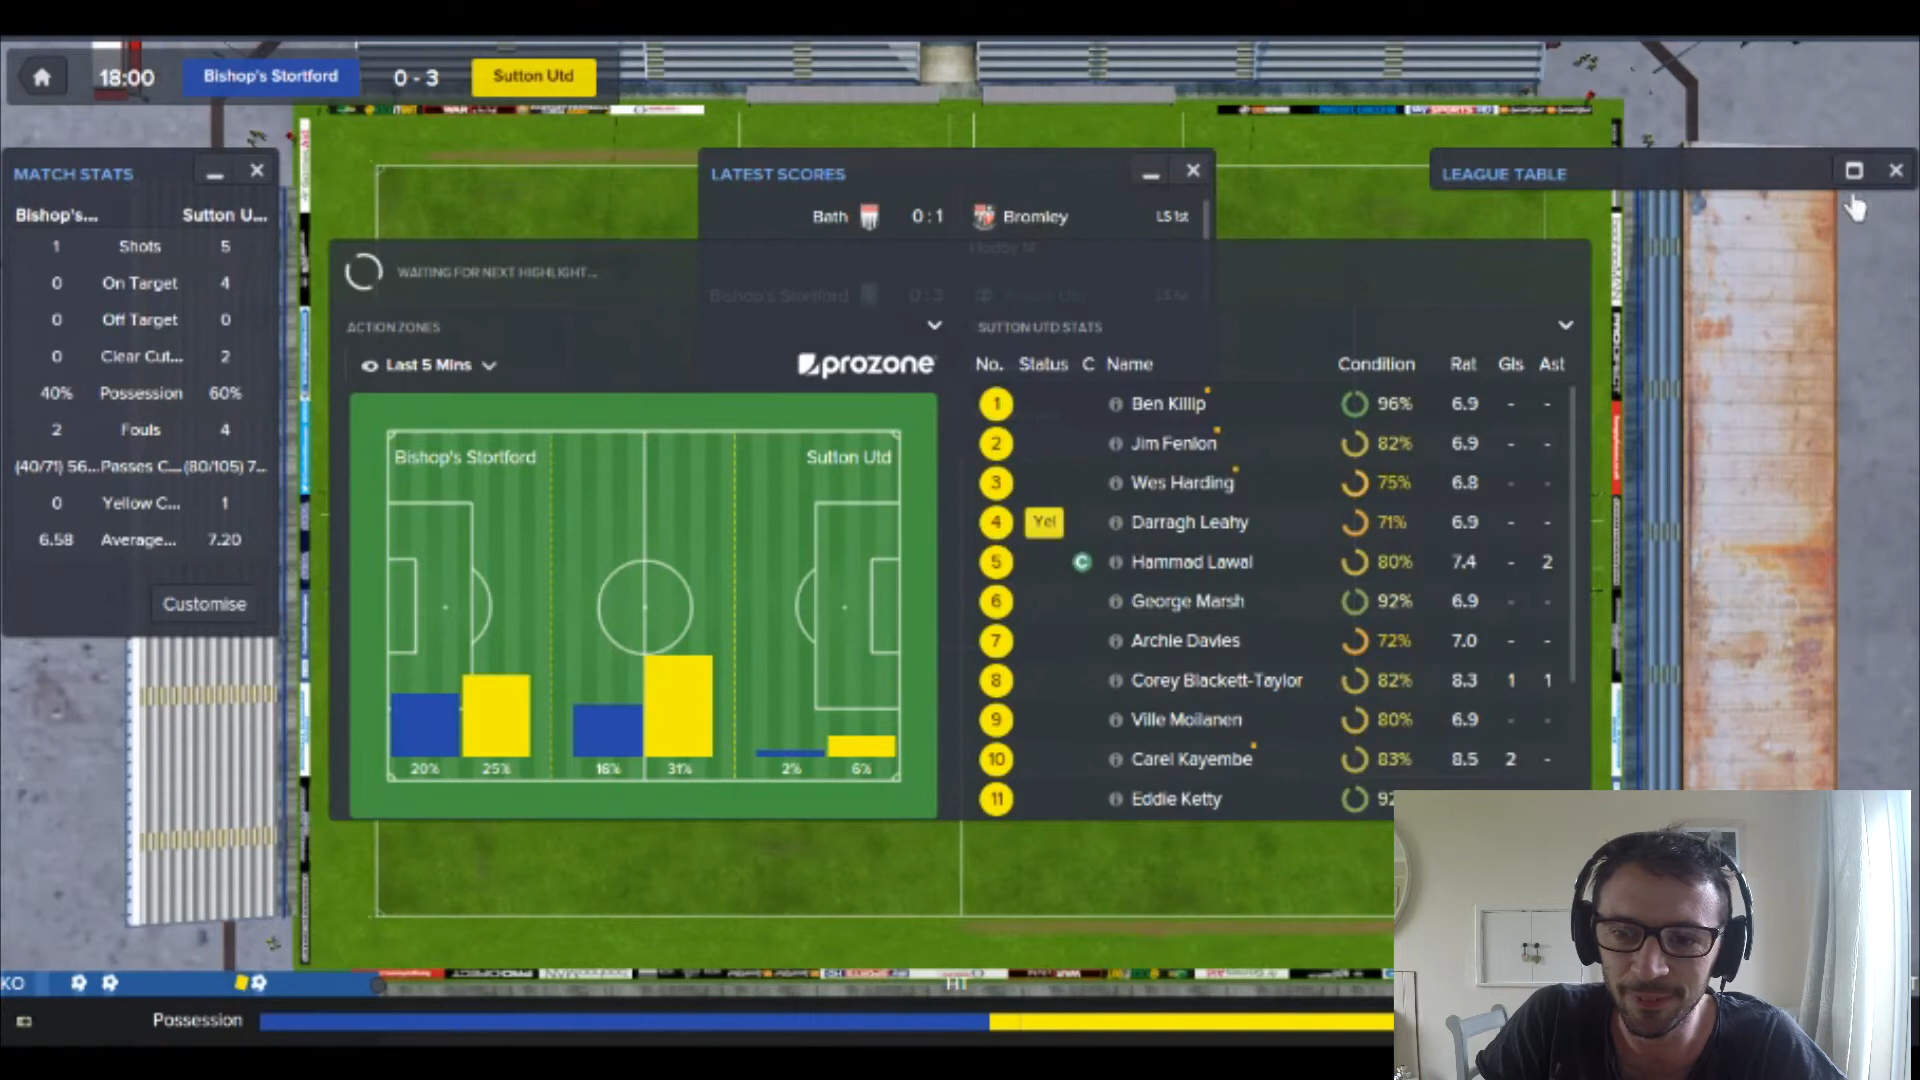 18:00 Bishop's Stortford 0 - 3 Sutton Utd
MATCH STATS
Bishop's... Sutton U...
1 Shots 5
0 On Target 4
0 Off Target 0
0 Clear Cut... 2
40% Possession 60%
2 Fouls 4
(40/71) 56... Passes C... (80/105) 7...
0 Yellow C... 1
6.58 Average... 7.20
Customise
LATEST SCORES
Bath 0 : 1 Bromley LS 1st
Bishop's Stortford 0 : 3 Sutton Utd
LEAGUE TABLE
WAITING FOR NEXT HIGHLIGHT...
ACTION ZONES
Last 5 Mins
prozone
Bishop's Stortford Sutton Utd
20% 25% 16% 31% 2% 6%
SUTTON UTD STATS
No. Status C Name Condition Rat Gls Ast
1 Ben Killip 96% 6.9 - -
2 Jim Fenlon 82% 6.9 - -
3 Wes Harding 75% 6.8 - -
4 Yel Darragh Leahy 71% 6.9 - -
5 C Hammad Lawal 80% 7.4 - 2
6 George Marsh 92% 6.9 - -
7 Archie Davies 72% 7.0 - -
8 Corey Blackett-Taylor 82% 8.3 1 1
9 Ville Moilanen 80% 6.9 - -
10 Carel Kayembe 83% 8.5 2 -
11 Eddie Ketty
KO HT
Possession